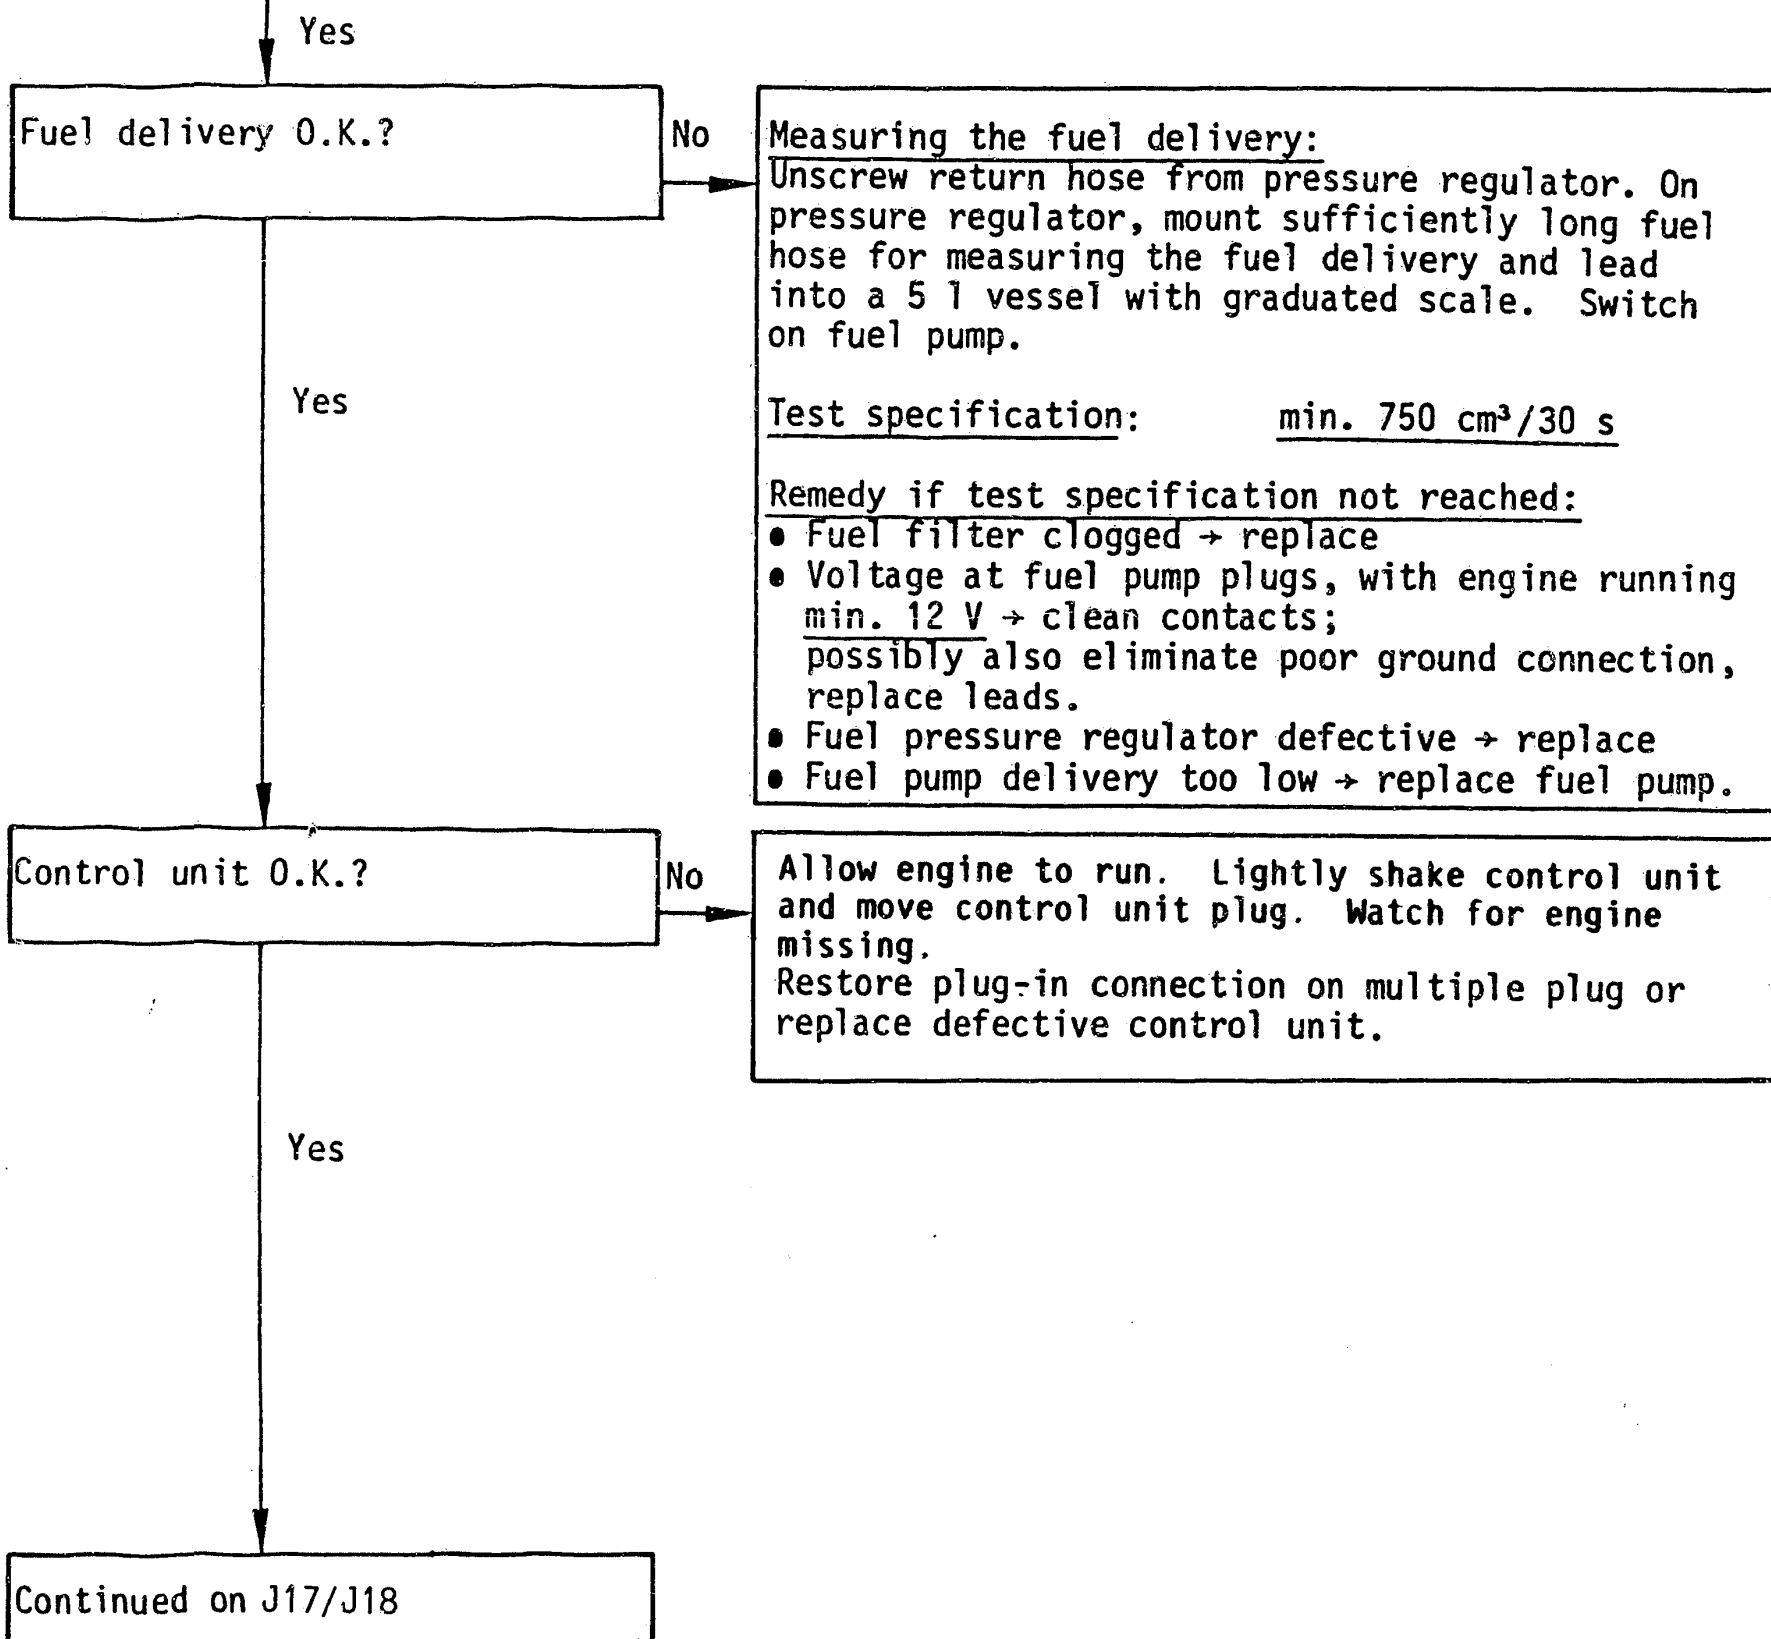 Yes
Fuel delivery O.K.?
No
Measuring the fuel delivery:
Unscrew return hose from pressure regulator. On
pressure regulator, mount sufficiently long fuel
hose for measuring the fuel delivery and lead
into a 5 l vessel with graduated scale. Switch
on fuel pump.
Yes
Test specification: min. 750 cm³/30 s
Remedy if test specification not reached:
• Fuel filter clogged → replace
• Voltage at fuel pump plugs, with engine running
min. 12 V → clean contacts;
possibly also eliminate poor ground connection,
replace leads.
• Fuel pressure regulator defective → replace
• Fuel pump delivery too low → replace fuel pump.
Control unit O.K.?
No
Allow engine to run. Lightly shake control unit
and move control unit plug. Watch for engine
missing.
Restore plug-in connection on multiple plug or
replace defective control unit.
Yes
Continued on J17/J18